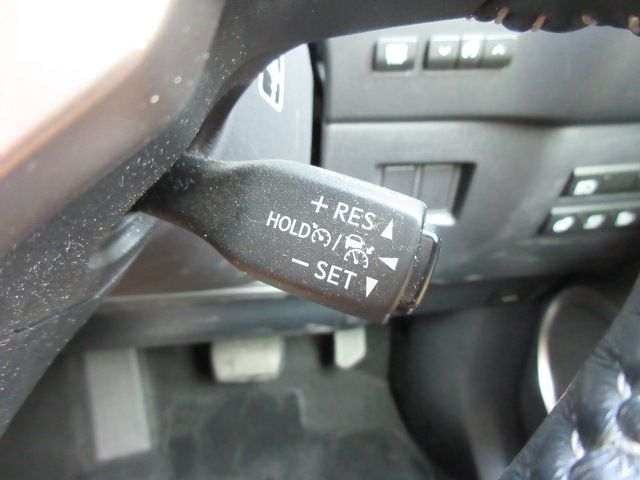 + RES
HOLD /
− SET